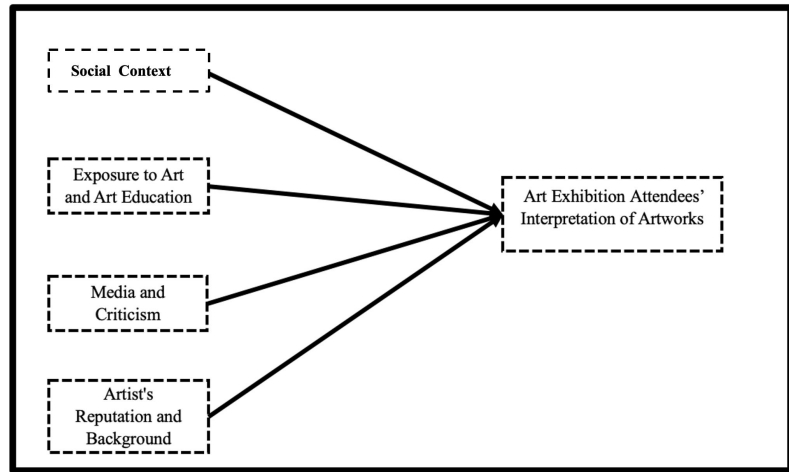 Social Context
Exposure to Art
and Art Education
Art Exhibition Attendees’
Interpretation of Artworks
Media and
Criticism
Artist's
Reputation and
Background